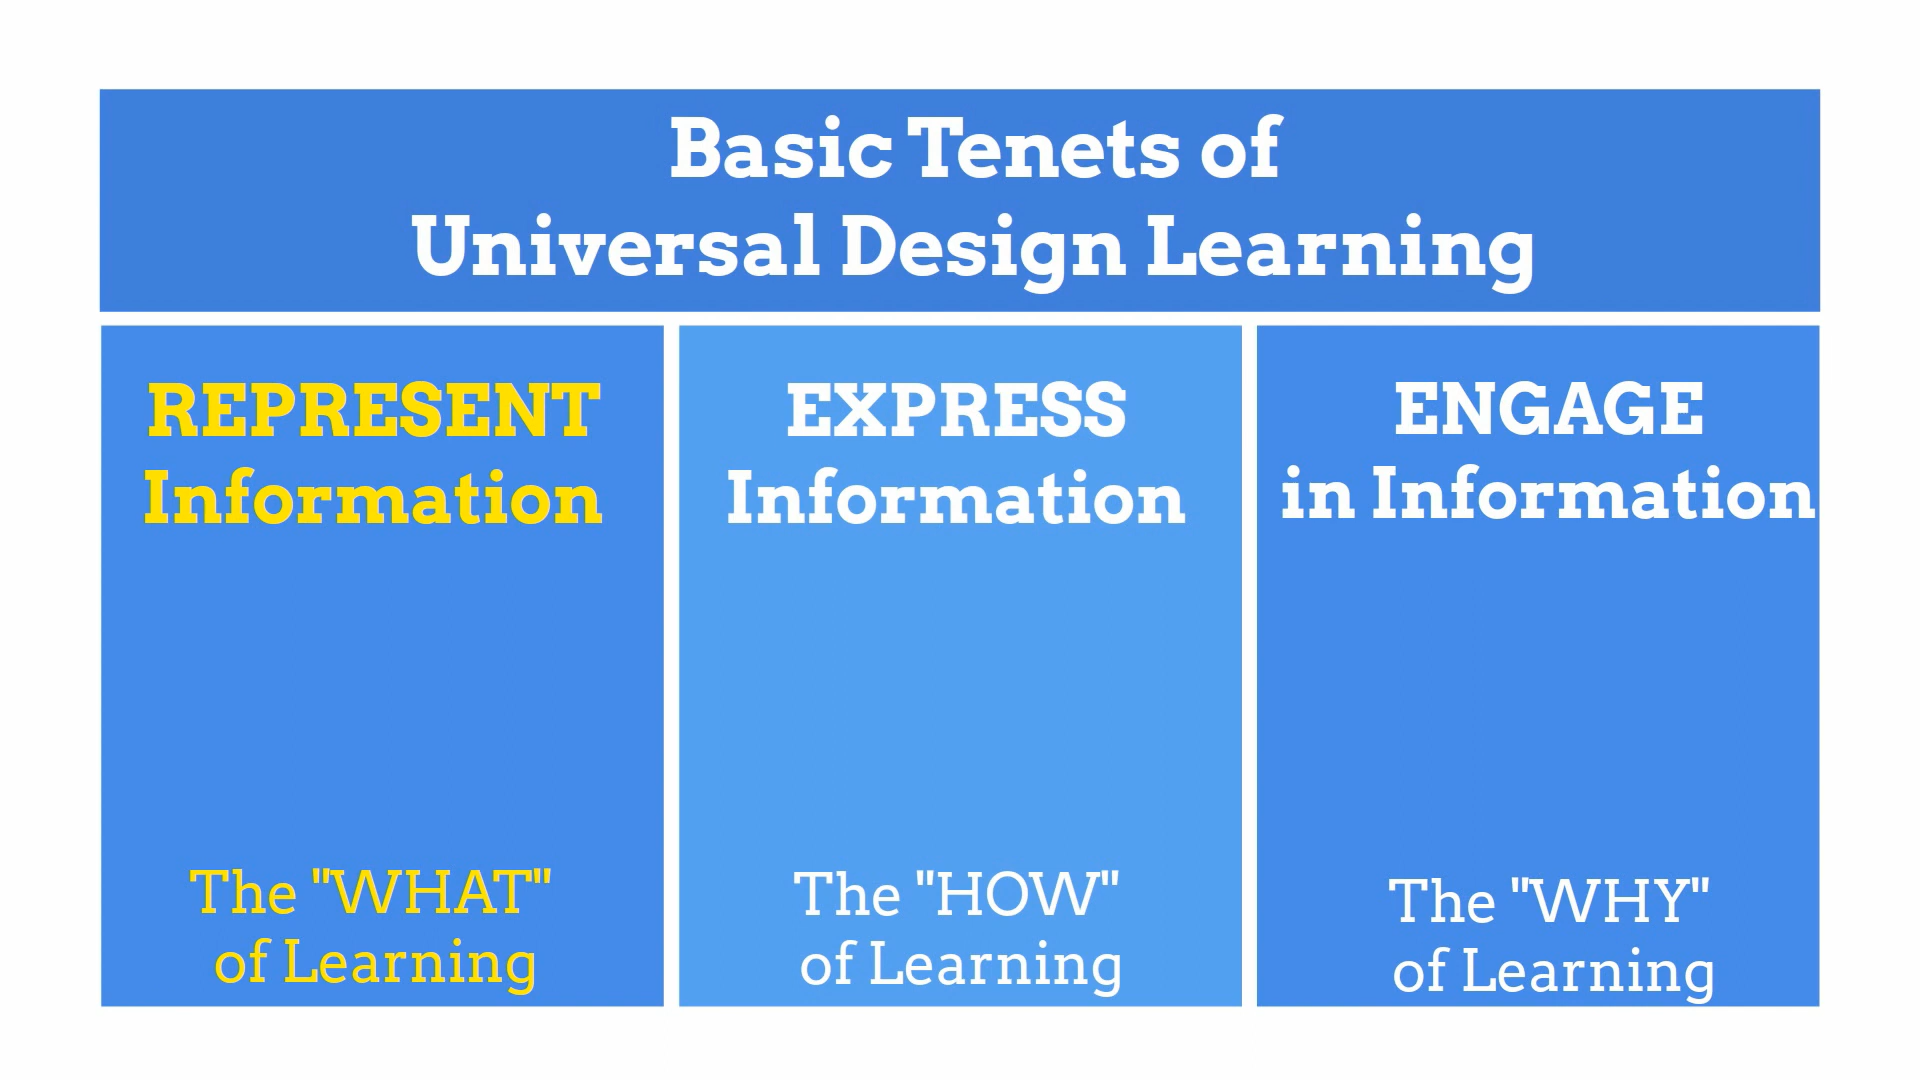 Basic Tenets of
Universal Design Learning
REPRESENT
Information
The "WHAT"
of Learning
EXPRESS
Information
The "HOW"
of Learning
ENGAGE
in Information
The "WHY"
of Learning